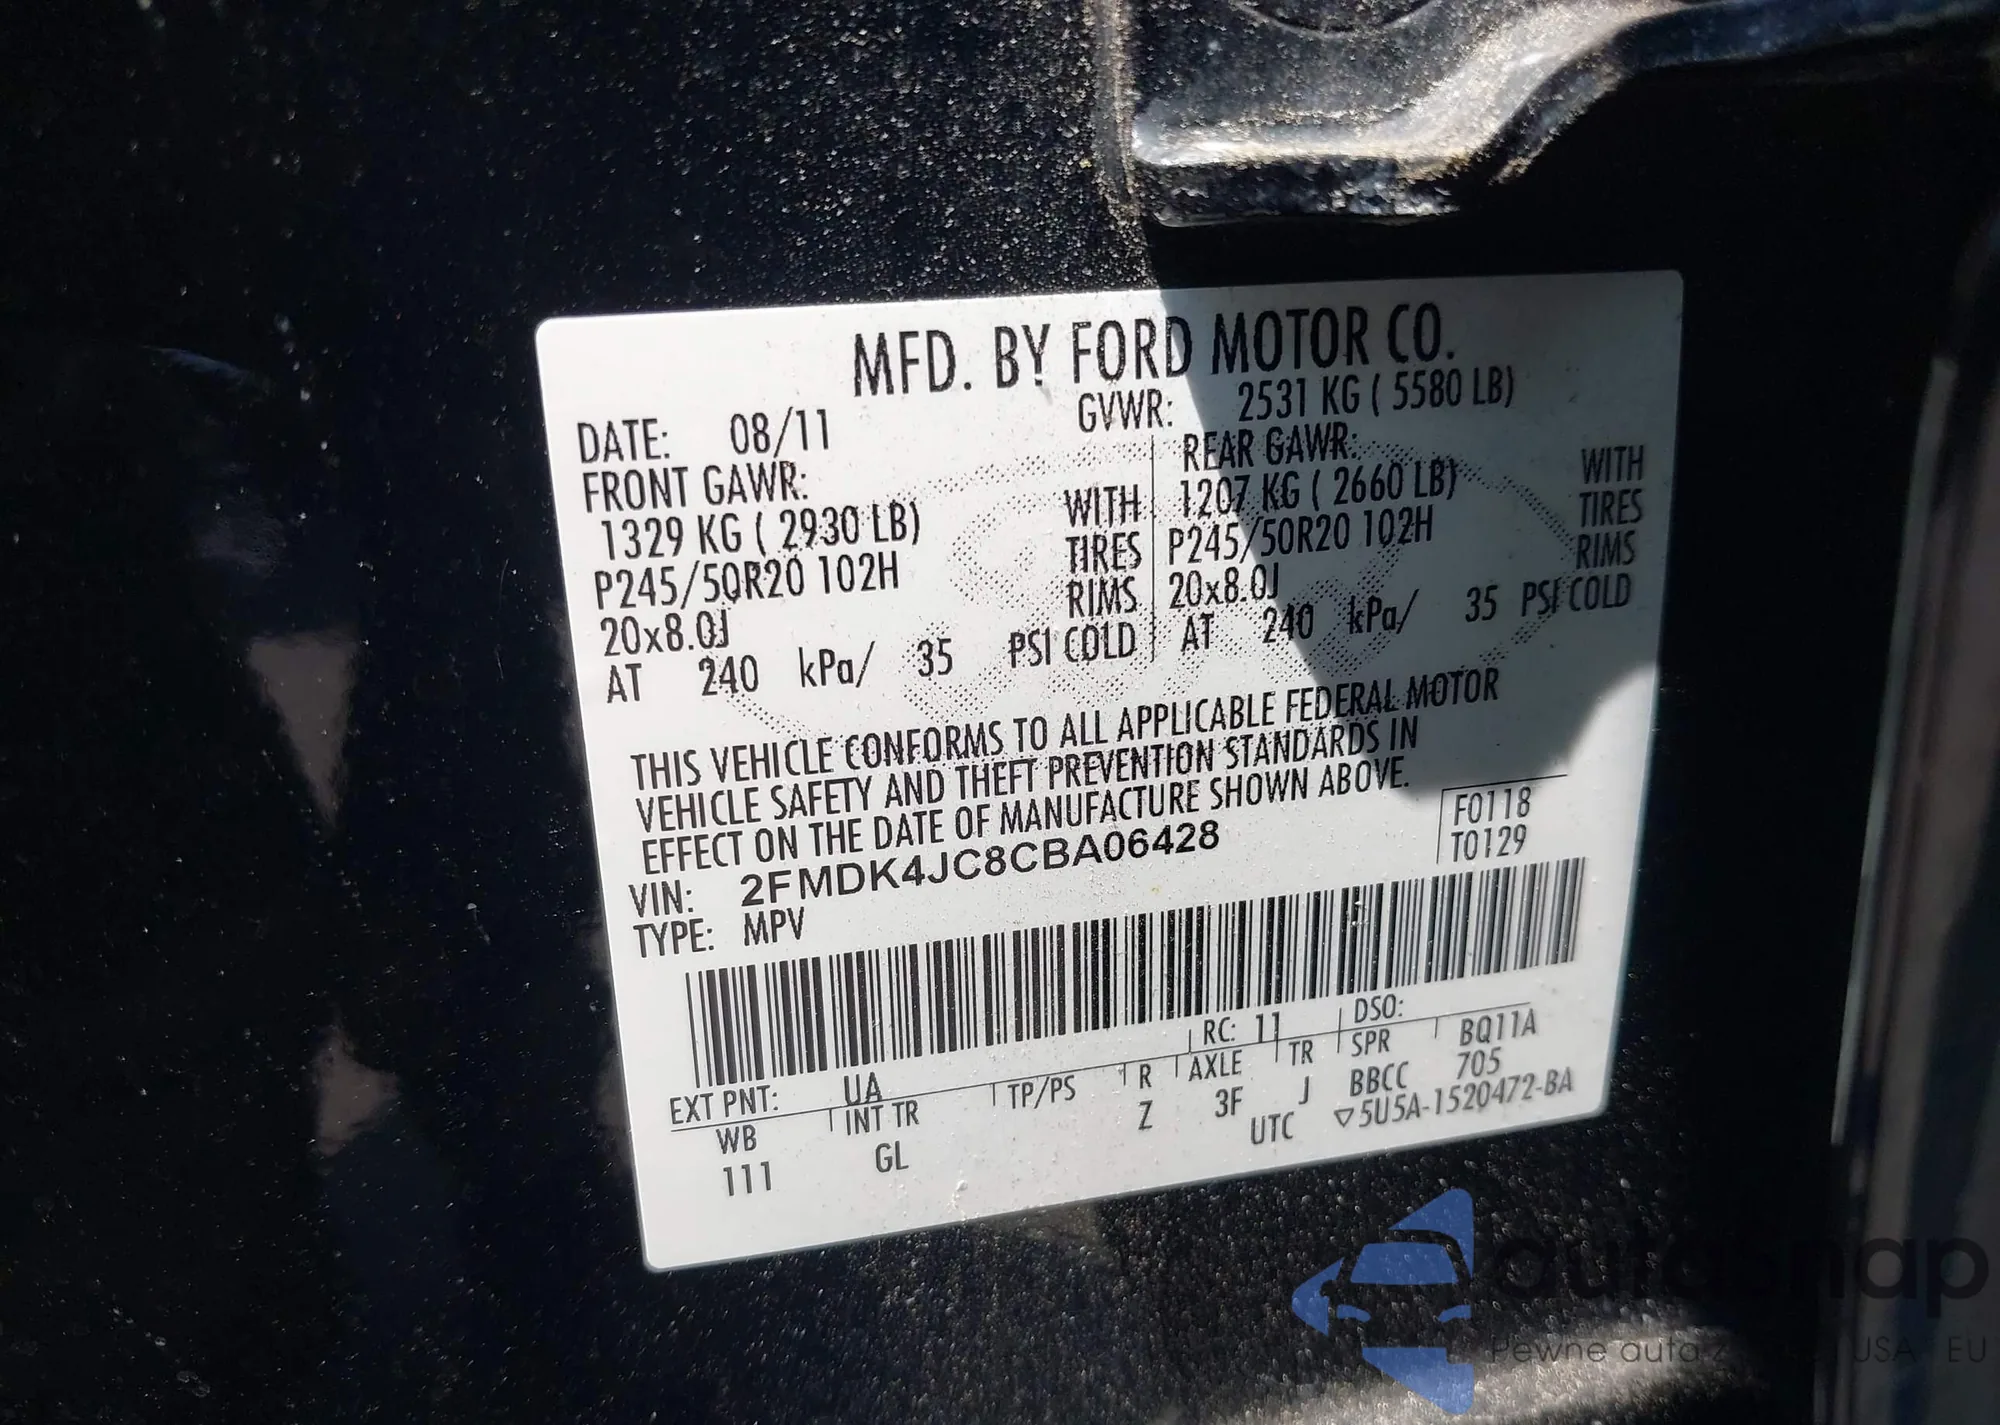 MFD. BY FORD MOTOR CO.
DATE: 08/11 GVWR: 2531 KG ( 5580 LB)
FRONT GAWR: REAR GAWR:
1329 KG ( 2930 LB) WITH 1207 KG ( 2660 LB) WITH
P245/50R20 102H TIRES P245/50R20 102H TIRES
20x8.0J RIMS 20x8.0J RIMS
AT 240 kPa/ 35 PSI COLD AT 240 kPa/ 35 PSI COLD
THIS VEHICLE CONFORMS TO ALL APPLICABLE FEDERAL MOTOR
VEHICLE SAFETY AND THEFT PREVENTION STANDARDS IN
EFFECT ON THE DATE OF MANUFACTURE SHOWN ABOVE.
VIN: 2FMDK4JC8CBA06428 F0118
TYPE: MPV T0129
EXT PNT: UA RC: 11 DSO:
WB INT TR TP/PS R AXLE TR SPR BQ11A
111 GL Z 3F J BBCC 705
UTC ▽5U5A-1520472-BA
autosnap
Pewne auta z USA EU